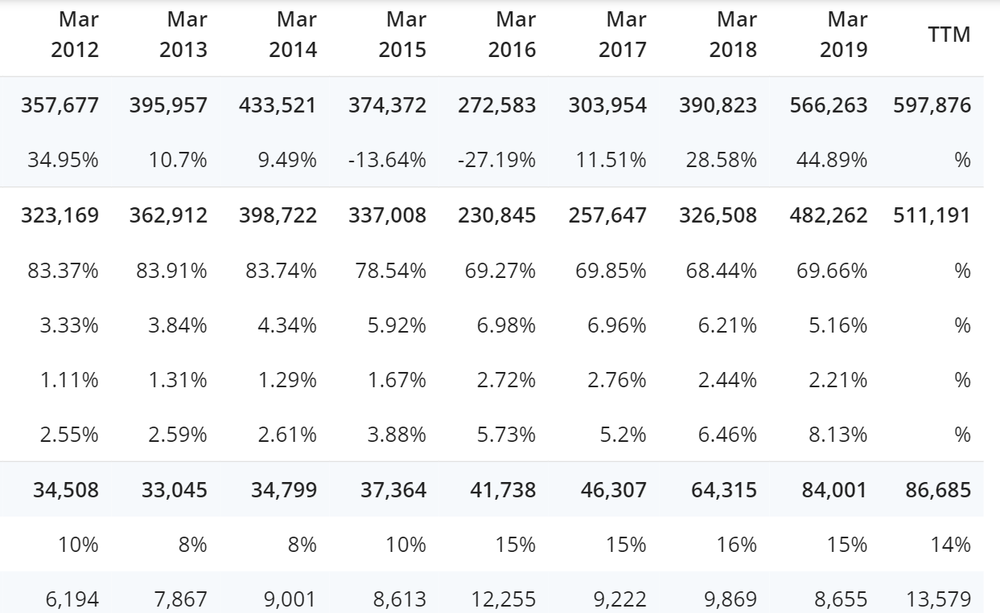 Mar Mar Mar Mar Mar Mar Mar Mar TTM
2012 2013 2014 2015 2016 2017 2018 2019
357,677 395,957 433,521 374,372 272,583 303,954 390,823 566,263 597,876
34.95% 10.7% 9.49% -13.64% -27.19% 11.51% 28.58% 44.89% %
323,169 362,912 398,722 337,008 230,845 257,647 326,508 482,262 511,191
83.37% 83.91% 83.74% 78.54% 69.27% 69.85% 68.44% 69.66% %
3.33% 3.84% 4.34% 5.92% 6.98% 6.96% 6.21% 5.16% %
1.11% 1.31% 1.29% 1.67% 2.72% 2.76% 2.44% 2.21% %
2.55% 2.59% 2.61% 3.88% 5.73% 5.2% 6.46% 8.13% %
34,508 33,045 34,799 37,364 41,738 46,307 64,315 84,001 86,685
10% 8% 8% 10% 15% 15% 16% 15% 14%
6,194 7,867 9,001 8,613 12,255 9,222 9,869 8,655 13,579